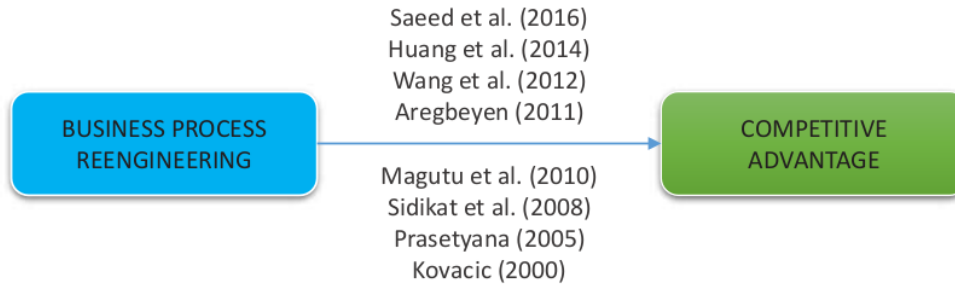 Saeed et al. (2016)
Huang et al. (2014)
Wang et al. (2012)
Aregbeyen (2011)
BUSINESS PROCESS
REENGINEERING
COMPETITIVE
ADVANTAGE
Magutu et al. (2010)
Sidikat et al. (2008)
Prasetyana (2005)
Kovacic (2000)